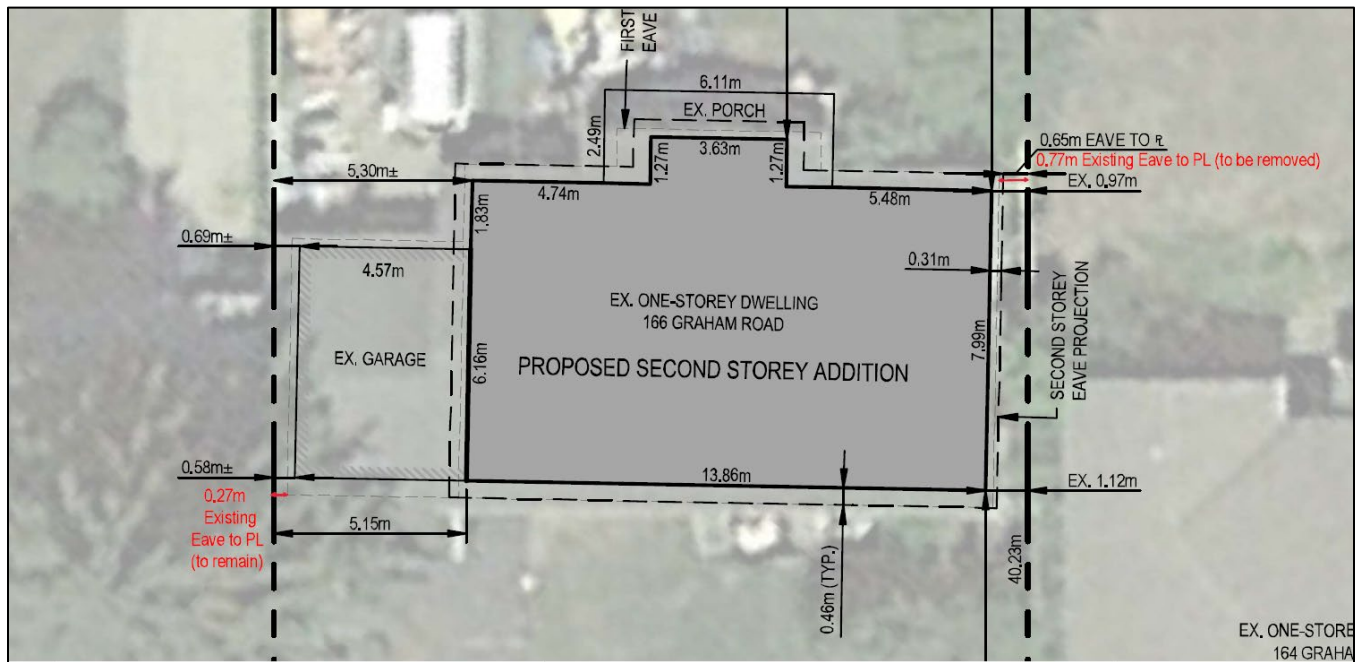 FIRST
EAVE
6.11m
EX. PORCH
2.49m
1.27m
3.63m
1.27m
0.65m EAVE TO ⅊
0.77m Existing Eave to PL (to be removed)
5.30m±
EX. 0.97m
4.74m
5.48m
1.83m
0.69m±
4.57m
0.31m
EX. ONE-STOREY DWELLING
166 GRAHAM ROAD
PROPOSED SECOND STOREY ADDITION
EX. GARAGE
6.16m
7.99m
SECOND STOREY
EAVE PROJECTION
0.58m±
13.86m
EX. 1.12m
0.27m
Existing
Eave to PL
(to remain)
5.15m
0.46m (TYP.)
40.23m
EX. ONE-STORE
164 GRAHA